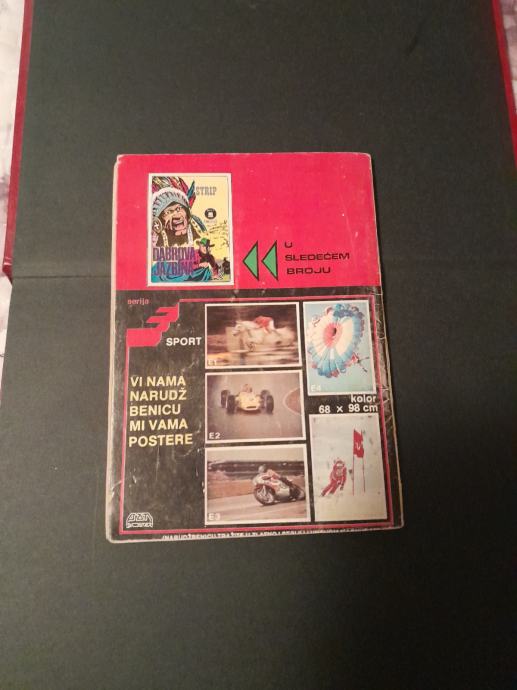 STRIP
DABROVA
JAZBINA
U
SLEDEĆEM
BROJU
serija
SPORT
E1
E4
kolor
68 x 98 cm
VI NAMA
NARUDŽ
BENICU
MI VAMA
POSTERE
E2
E3